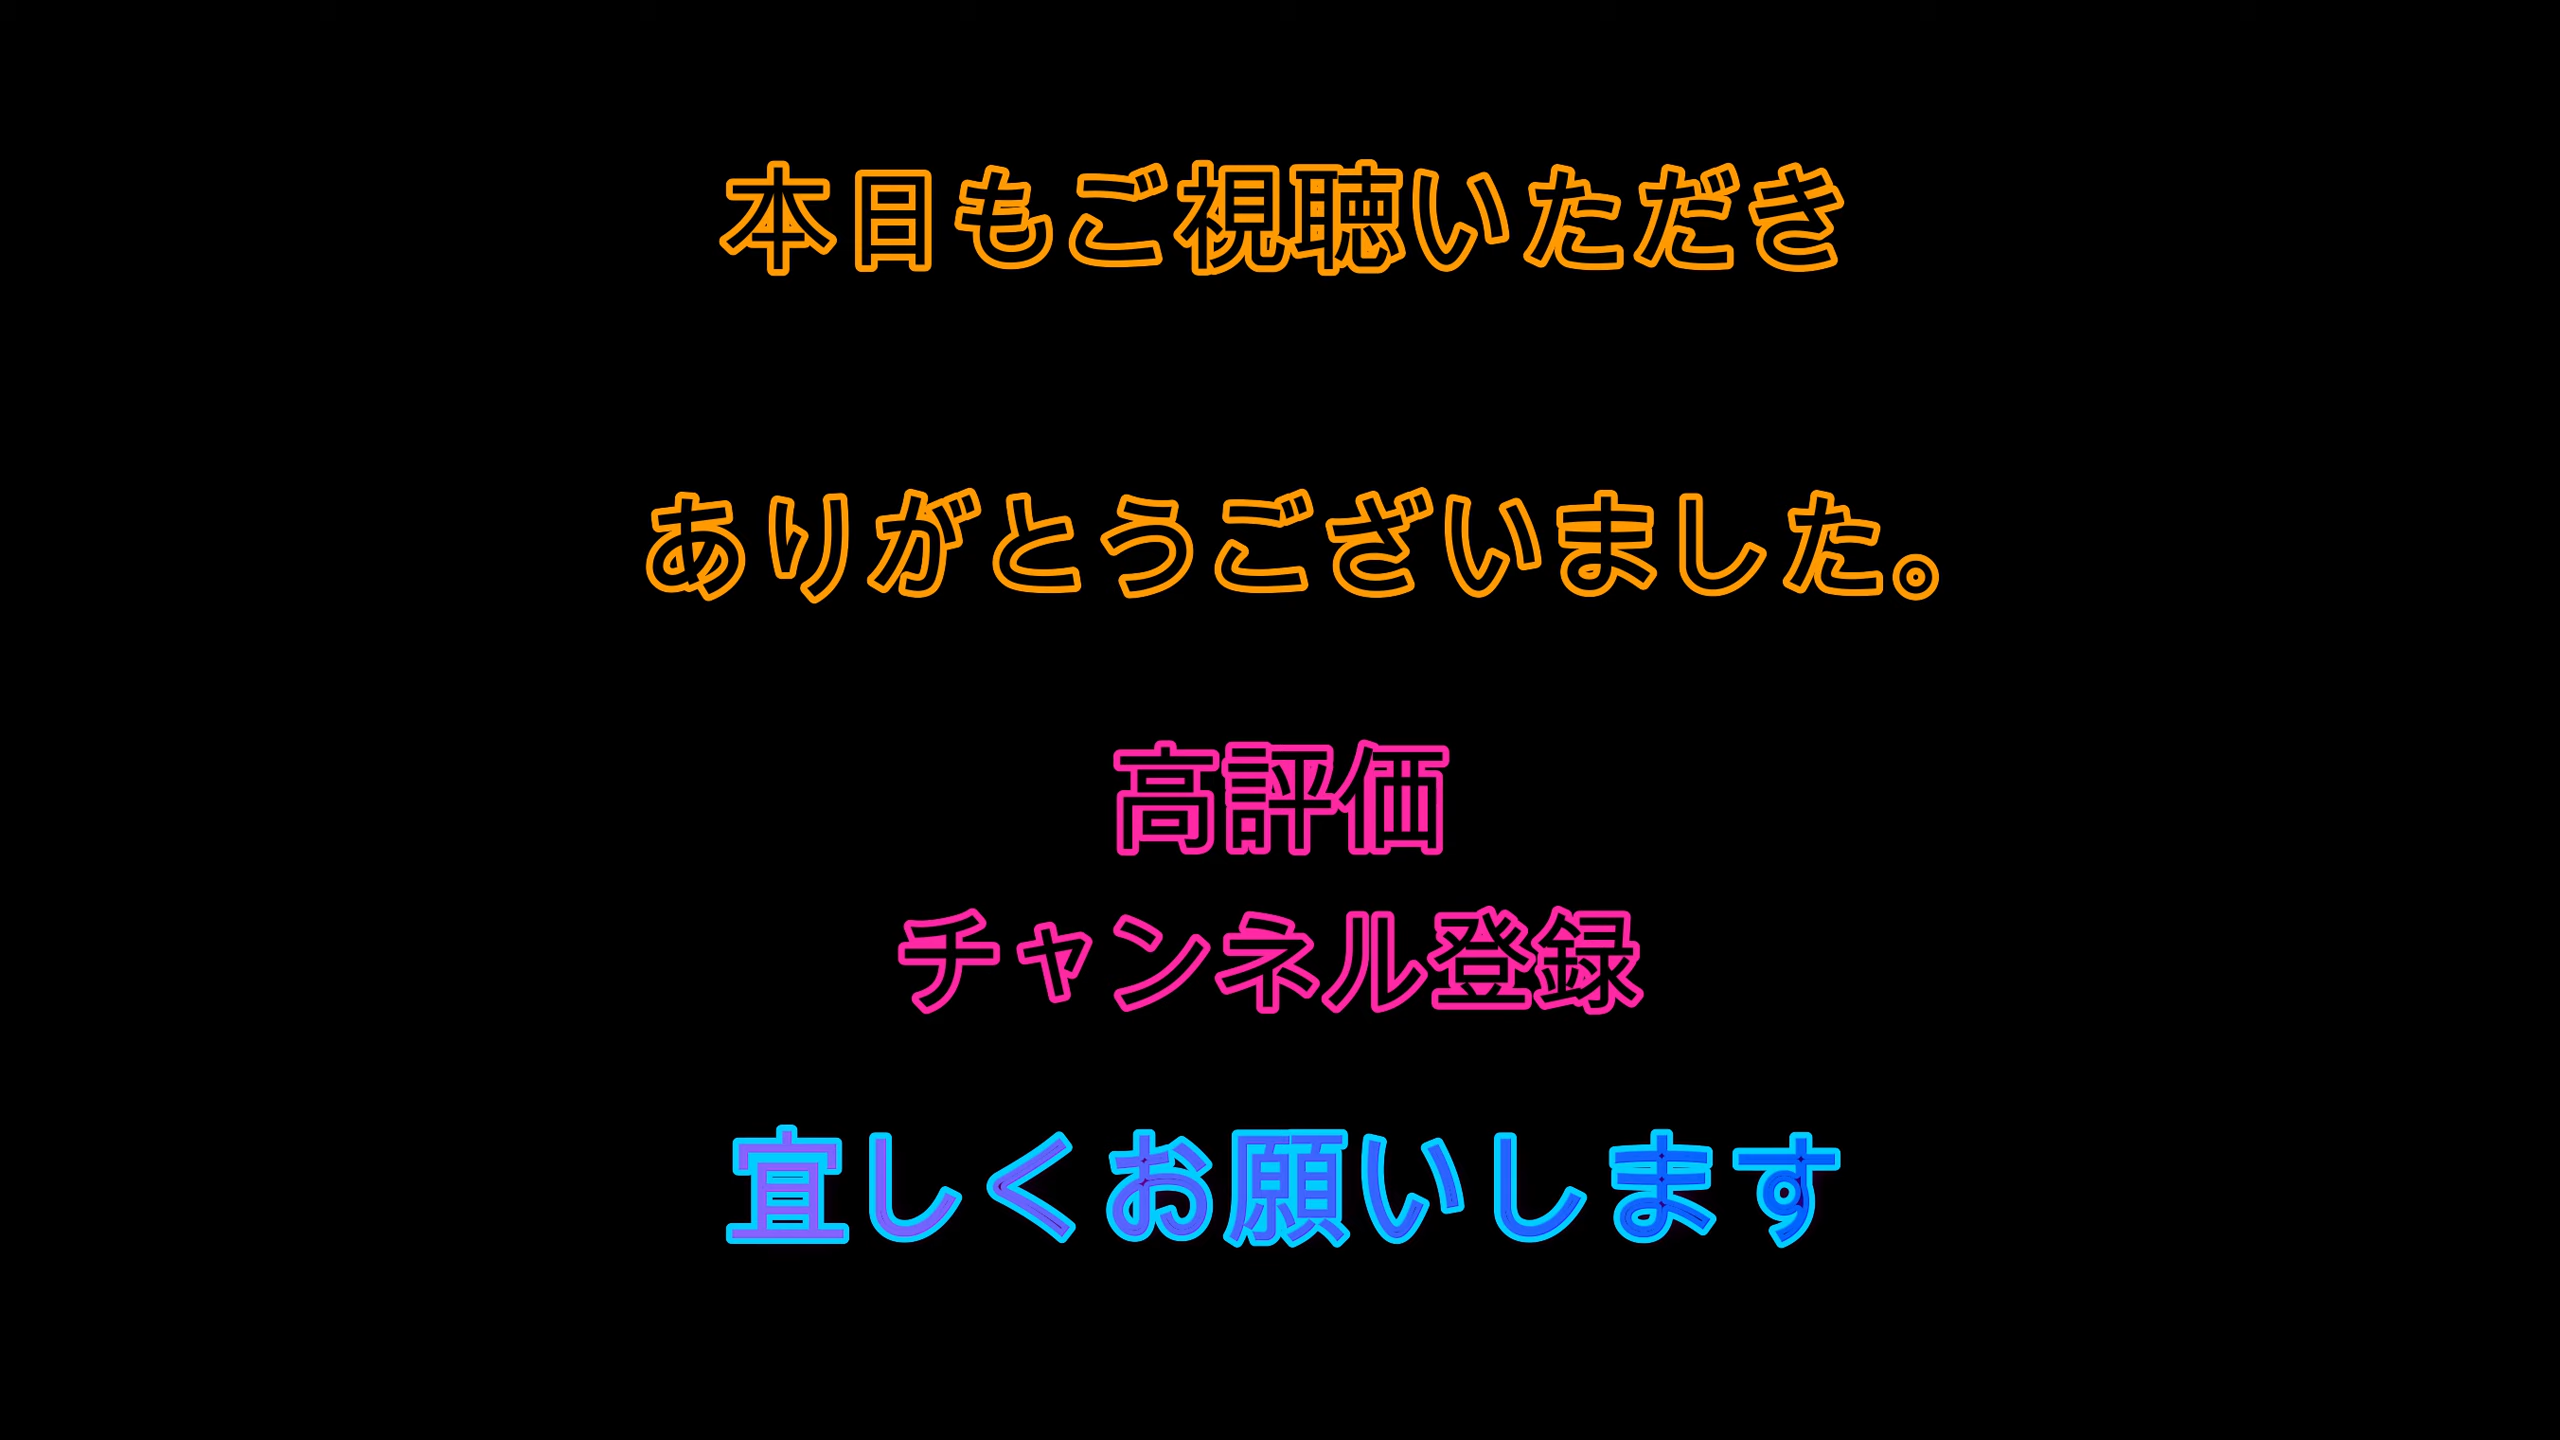 本日もご視聴いただき
ありがとうございました。
高評価
チャンネル登録
宜しくお願いします